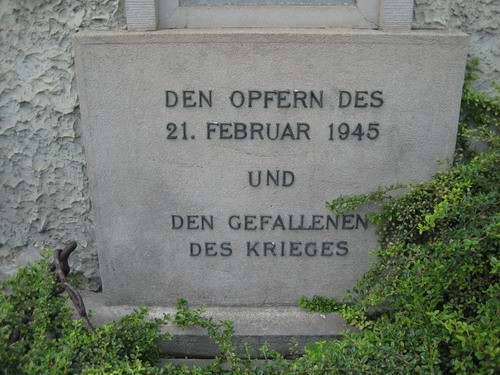 DEN OPFERN DES
21. FEBRUAR 1945
UND
DEN GEFALLENEN
DES KRIEGES